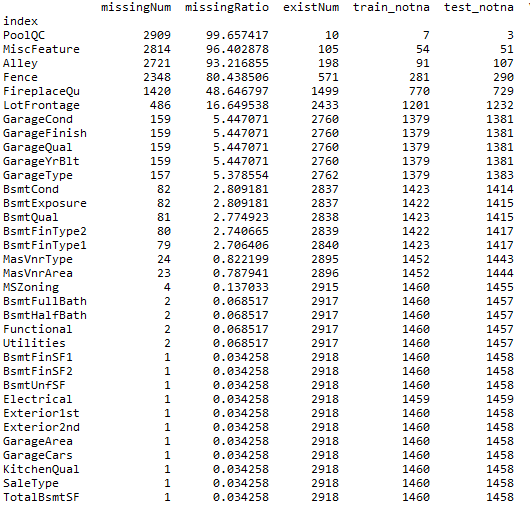 missingNum missingRatio existNum train_notna test_notna
index
PoolQC 2909 99.657417 10 7 3
MiscFeature 2814 96.402878 105 54 51
Alley 2721 93.216855 198 91 107
Fence 2348 80.438506 571 281 290
FireplaceQu 1420 48.646797 1499 770 729
LotFrontage 486 16.649538 2433 1201 1232
GarageCond 159 5.447071 2760 1379 1381
GarageFinish 159 5.447071 2760 1379 1381
GarageQual 159 5.447071 2760 1379 1381
GarageYrBlt 159 5.447071 2760 1379 1381
GarageType 157 5.378554 2762 1379 1383
BsmtCond 82 2.809181 2837 1423 1414
BsmtExposure 82 2.809181 2837 1422 1415
BsmtQual 81 2.774923 2838 1423 1415
BsmtFinType2 80 2.740665 2839 1422 1417
BsmtFinType1 79 2.706406 2840 1423 1417
MasVnrType 24 0.822199 2895 1452 1443
MasVnrArea 23 0.787941 2896 1452 1444
MSZoning 4 0.137033 2915 1460 1455
BsmtFullBath 2 0.068517 2917 1460 1457
BsmtHalfBath 2 0.068517 2917 1460 1457
Functional 2 0.068517 2917 1460 1457
Utilities 2 0.068517 2917 1460 1457
BsmtFinSF1 1 0.034258 2918 1460 1458
BsmtFinSF2 1 0.034258 2918 1460 1458
BsmtUnfSF 1 0.034258 2918 1460 1458
Electrical 1 0.034258 2918 1459 1459
Exterior1st 1 0.034258 2918 1460 1458
Exterior2nd 1 0.034258 2918 1460 1458
GarageArea 1 0.034258 2918 1460 1458
GarageCars 1 0.034258 2918 1460 1458
KitchenQual 1 0.034258 2918 1460 1458
SaleType 1 0.034258 2918 1460 1458
TotalBsmtSF 1 0.034258 2918 1460 1458